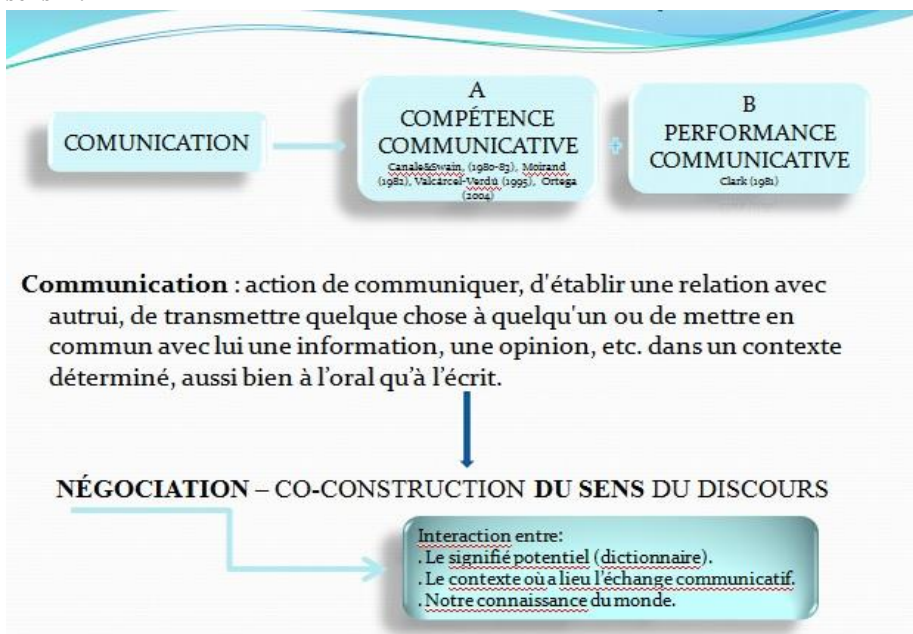 COMUNICATION
A
COMPÉTENCE
COMMUNICATIVE
Canale&Swain, (1980-83), Moirand
(1982), Valcárcel-Verdú (1995), Ortega
(2004)
+
B
PERFORMANCE
COMMUNICATIVE
Clark (1981)
Communication : action de communiquer, d'établir une relation avec
autrui, de transmettre quelque chose à quelqu'un ou de mettre en
commun avec lui une information, une opinion, etc. dans un contexte
déterminé, aussi bien à l'oral qu'à l'écrit.
NÉGOCIATION – CO-CONSTRUCTION DU SENS DU DISCOURS
Interaction entre:
. Le signifié potentiel (dictionnaire).
. Le contexte où a lieu l'échange communicatif.
. Notre connaissance du monde.